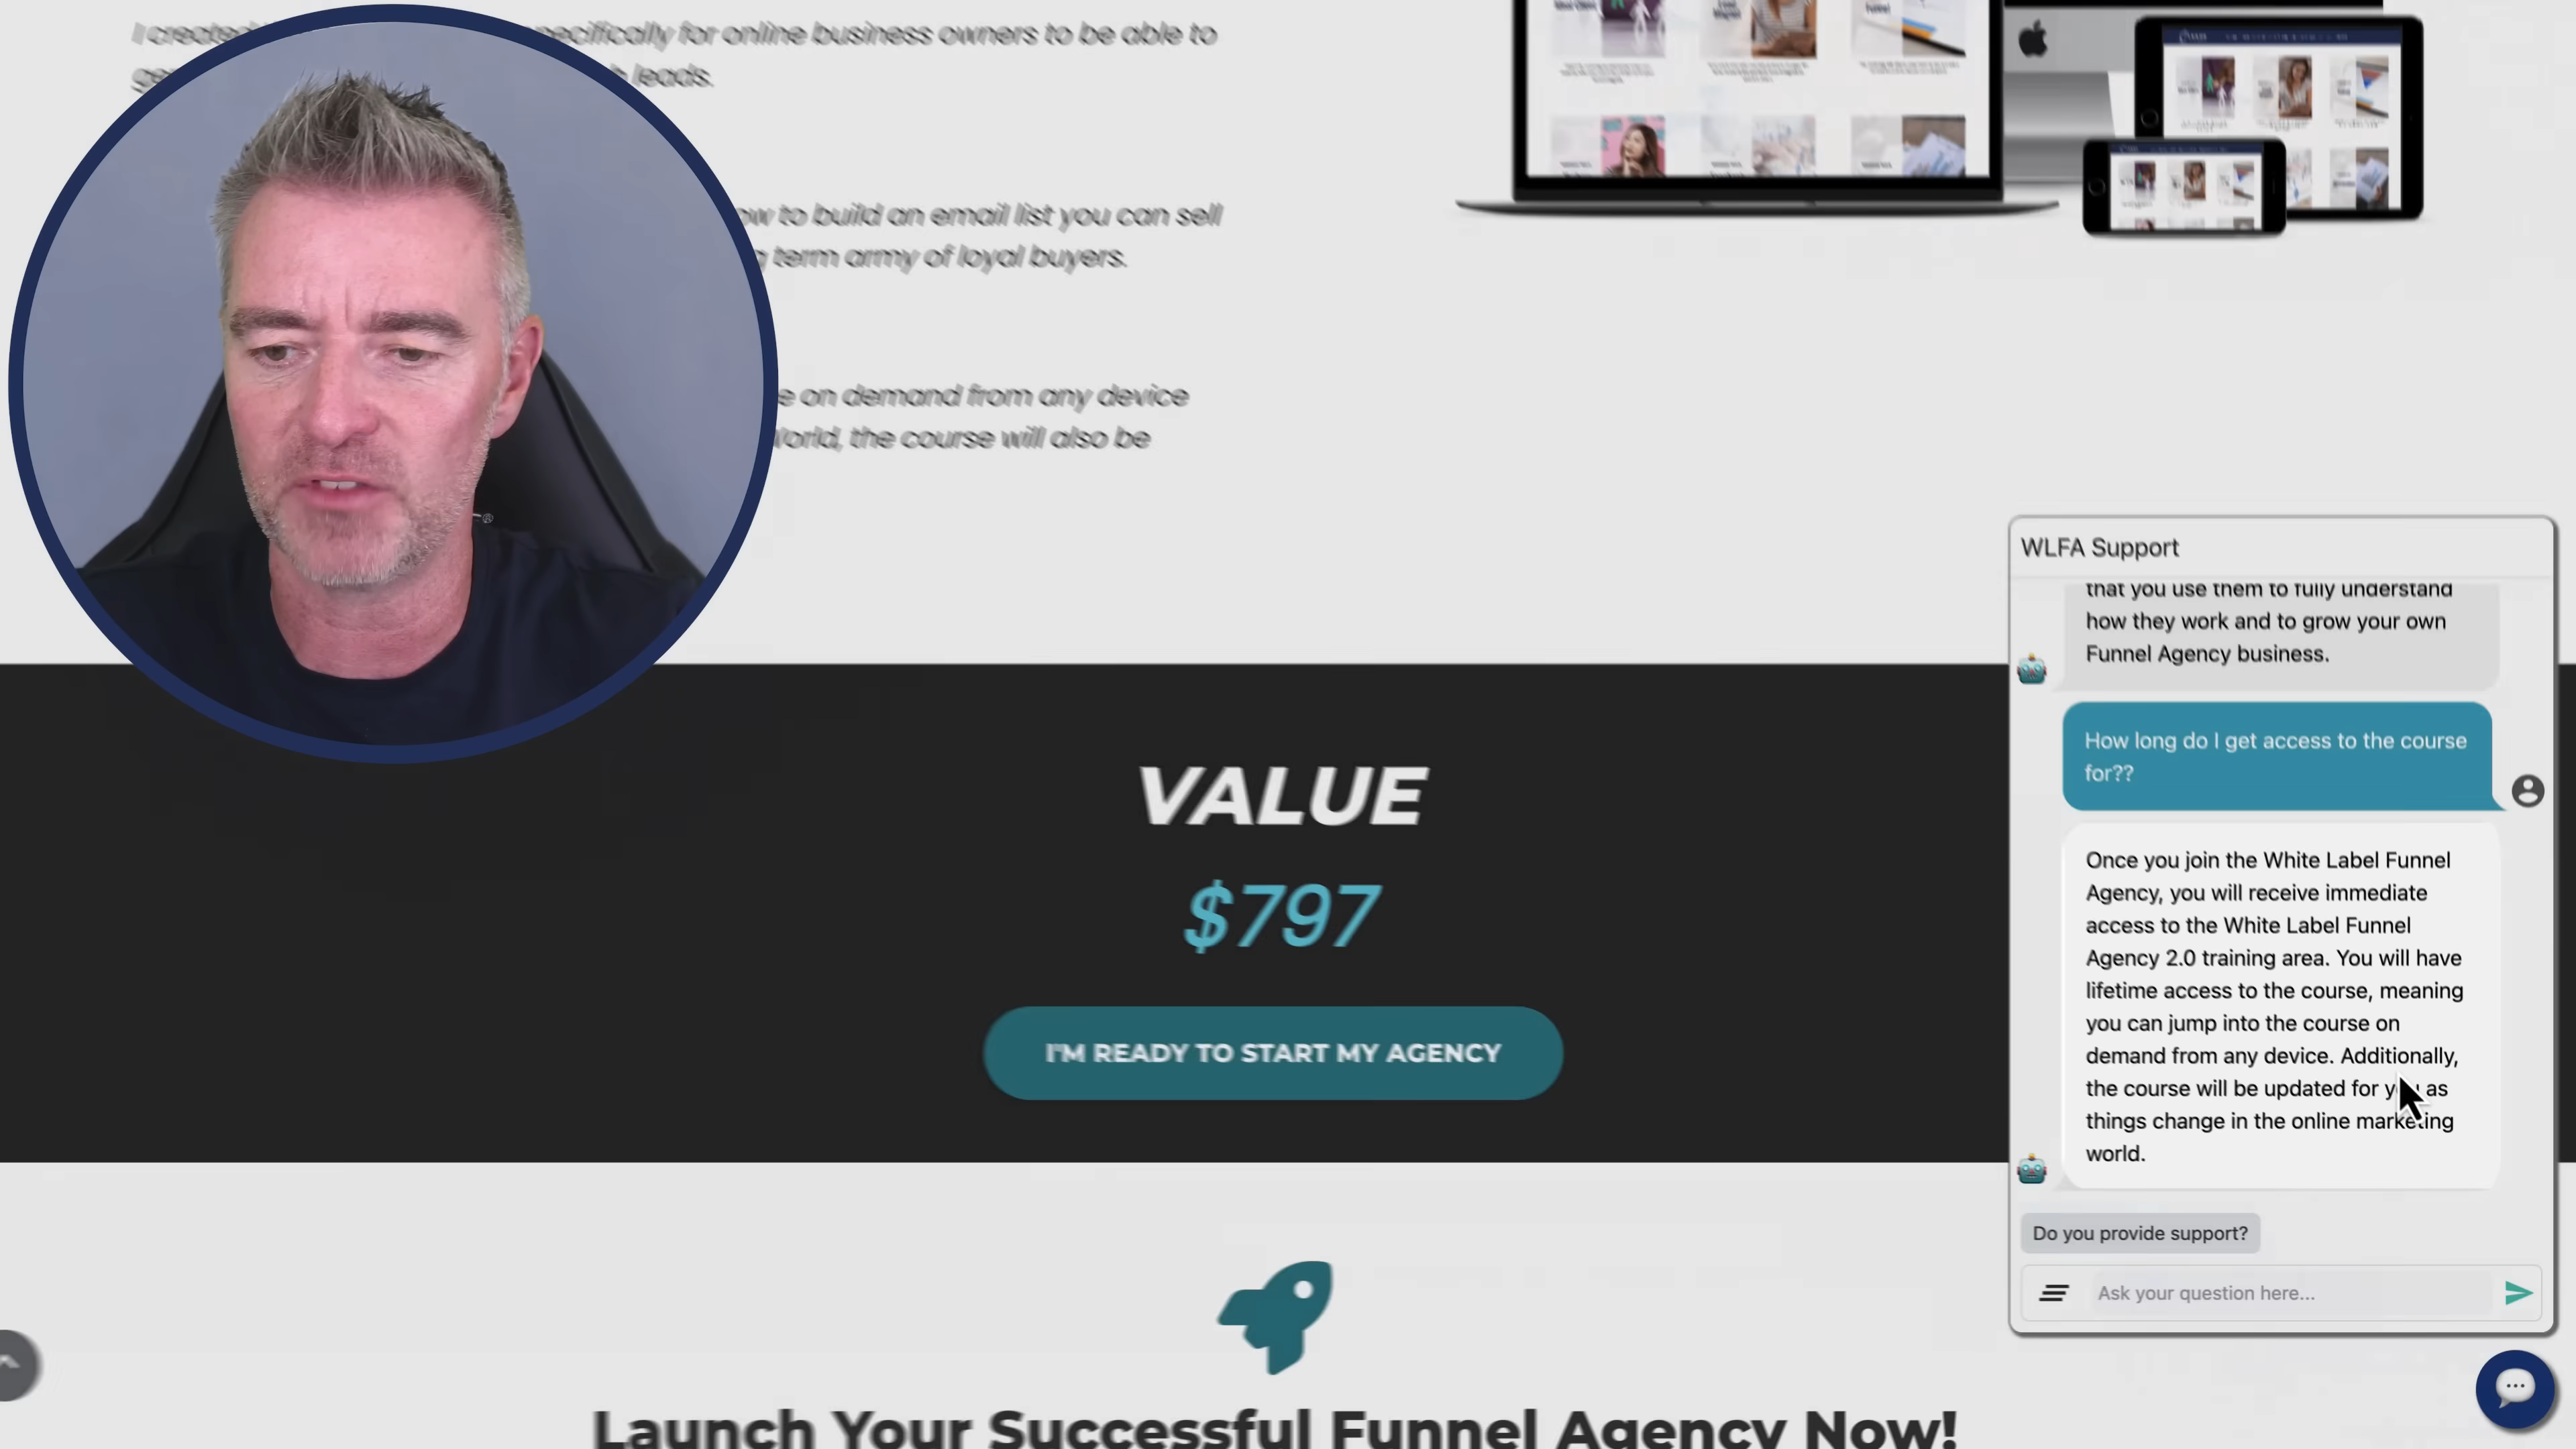 I created
pecifically for online business owners to be able to
leads.
to build an email list you can sell
term army of loyal buyers.
on demand from any device
World, the course will also be
VALUE
$797
I'M READY TO START MY AGENCY
Launch Your Successful Funnel Agency Now!
WLFA Support
that you use them to fully understand
how they work and to grow your own
Funnel Agency business.
How long do I get access to the course
for??
Once you join the White Label Funnel
Agency, you will receive immediate
access to the White Label Funnel
Agency 2.0 training area. You will have
lifetime access to the course, meaning
you can jump into the course on
demand from any device. Additionally,
the course will be updated for you as
things change in the online marketing
world.
Do you provide support?
Ask your question here...